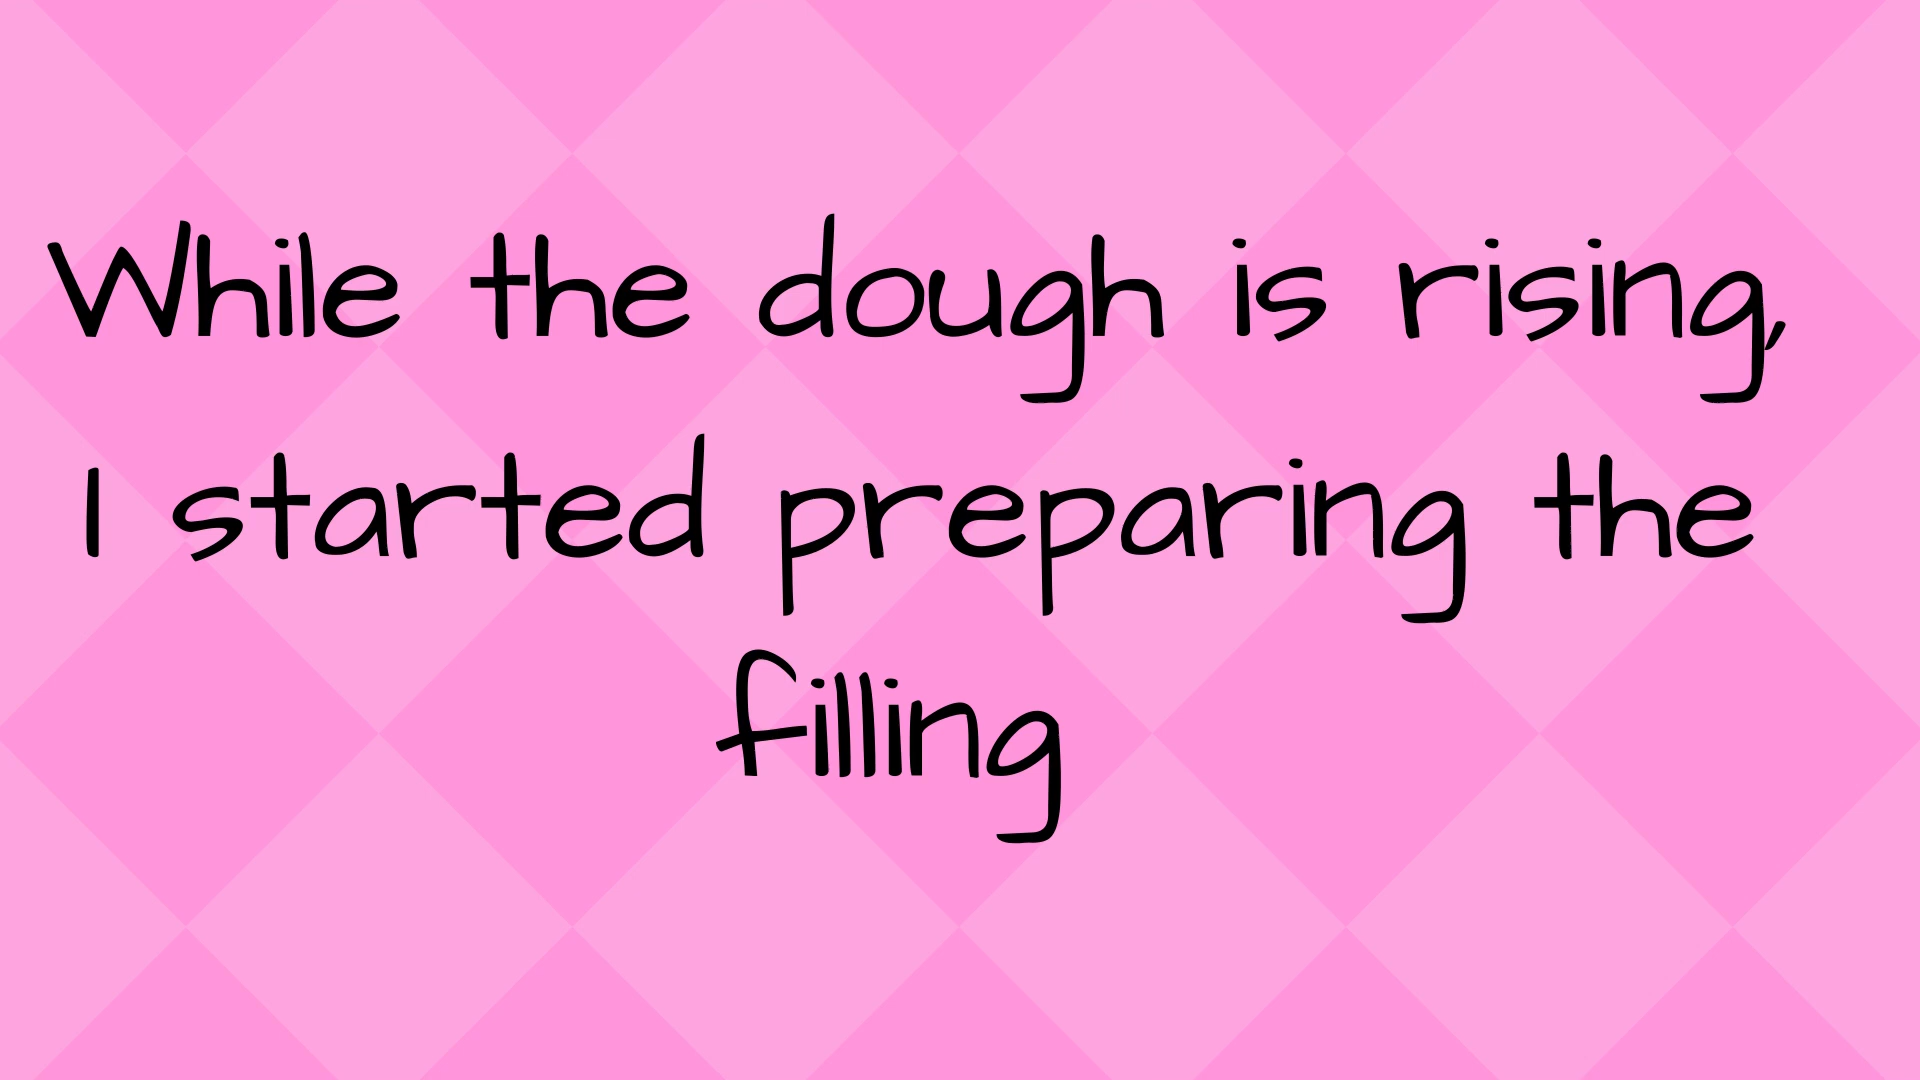 While the dough is rising,
I started preparing the
filling